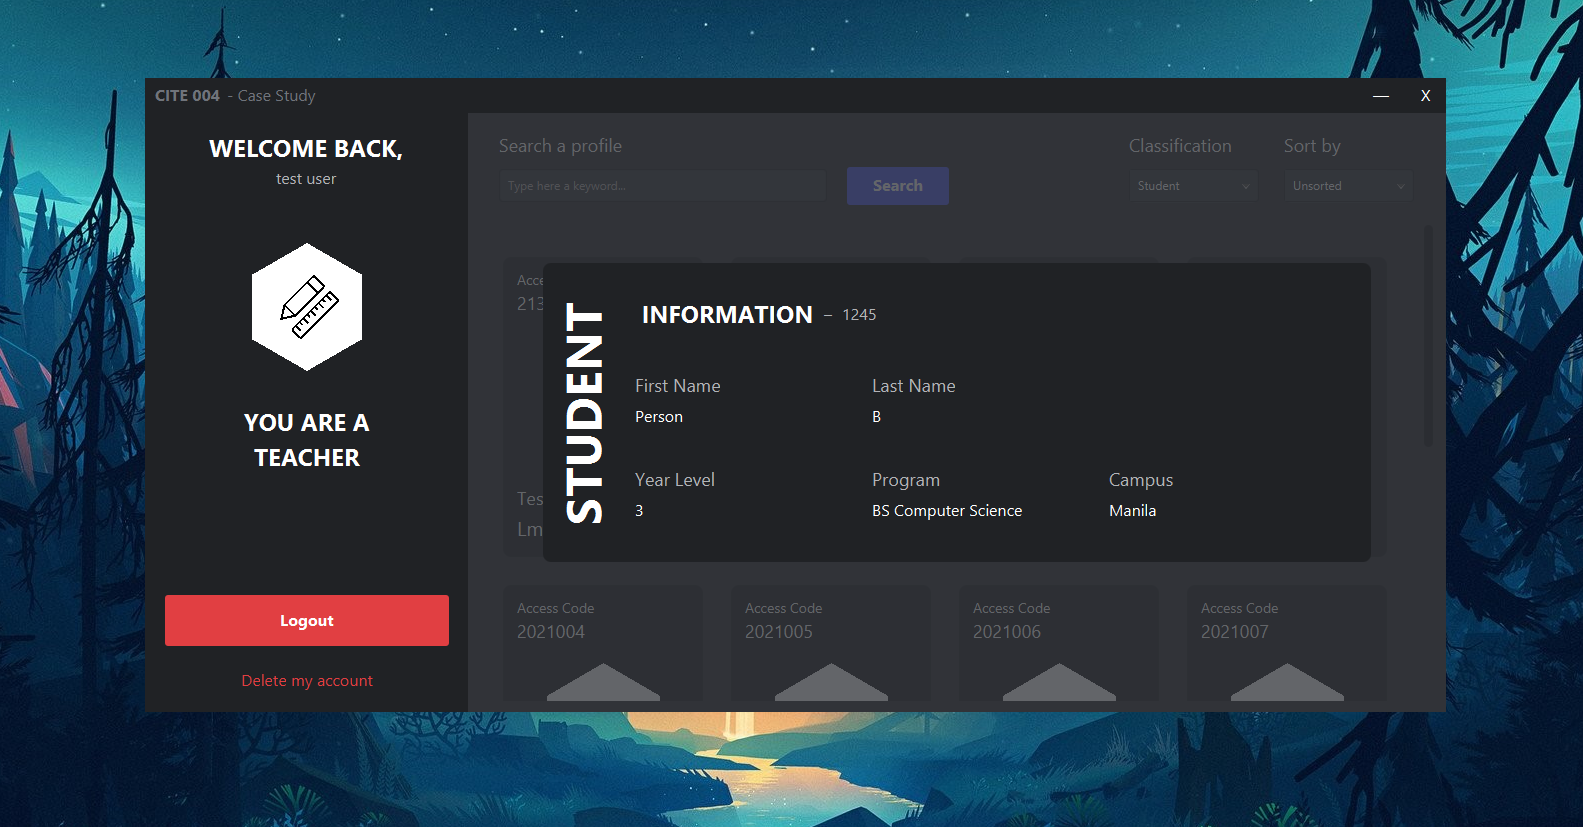 CITE 004 - Case Study
— X
WELCOME BACK,
test user
YOU ARE A
TEACHER
Logout
Delete my account
Search a profile
Type here a keyword...
Search
Classification
Student
Sort by
Unsorted
Acce
213
Tes
Lm
STUDENT
INFORMATION – 1245
First Name
Person
Last Name
B
Year Level
3
Program
BS Computer Science
Campus
Manila
Access Code
2021004
Access Code
2021005
Access Code
2021006
Access Code
2021007